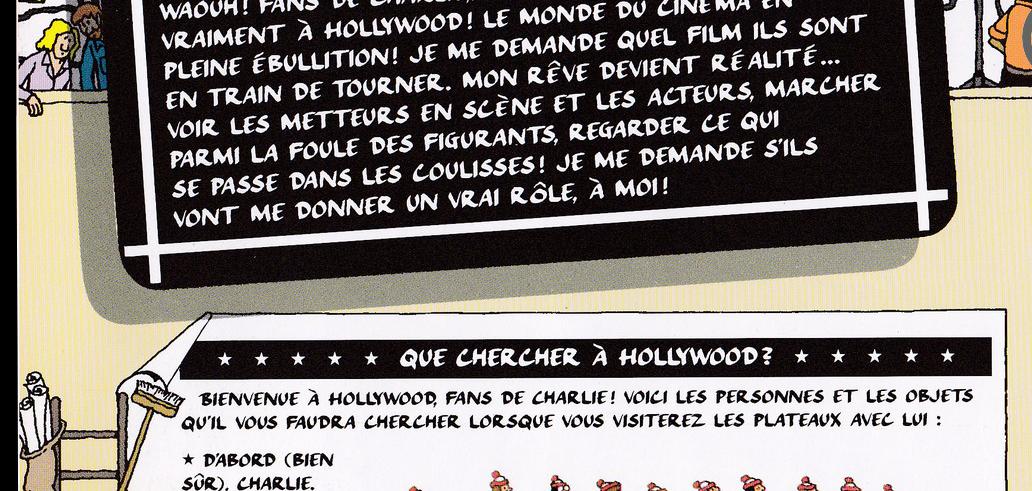 WAOUH! FANS DE
VRAIMENT À HOLLYWOOD! LE MONDE DU CINÉMA EN
PLEINE ÉBULLITION! JE ME DEMANDE QUEL FILM ILS SONT
EN TRAIN DE TOURNER. MON RÊVE DEVIENT RÉALITÉ...
VOIR LES METTEURS EN SCÈNE ET LES ACTEURS, MARCHER
PARMI LA FOULE DES FIGURANTS, REGARDER CE QUI
SE PASSE DANS LES COULISSES! JE ME DEMANDE S'ILS
VONT ME DONNER UN VRAI RÔLE, À MOI!
★ ★ ★ ★ ★ QUE CHERCHER À HOLLYWOOD? ★ ★ ★ ★ ★
BIENVENUE À HOLLYWOOD, FANS DE CHARLIE! VOICI LES PERSONNES ET LES OBJETS
QU'IL VOUS FAUDRA CHERCHER LORSQUE VOUS VISITEREZ LES PLATEAUX AVEC LUI :
★ D'ABORD (BIEN
SÛR), CHARLIE.